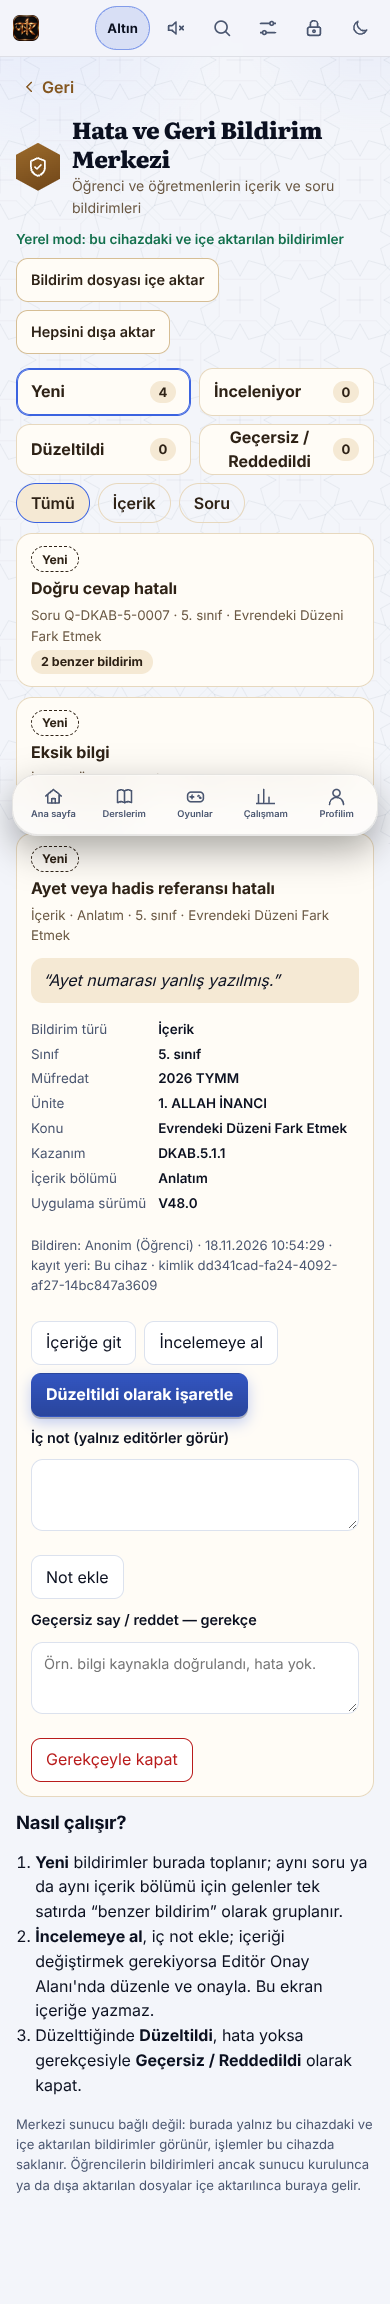 Altın
Geri
Hata ve Geri Bildirim
Merkezi
Öğrenci ve öğretmenlerin içerik ve soru
bildirimleri
Yerel mod: bu cihazdaki ve içe aktarılan bildirimler
Bildirim dosyası içe aktar
Hepsini dışa aktar
Yeni 4
İnceleniyor 0
Düzeltildi 0
Geçersiz /
Reddedildi 0
Tümü İçerik Soru
Yeni
Doğru cevap hatalı
Soru Q-DKAB-5-0007 · 5. sınıf · Evrendeki Düzeni
Fark Etmek
2 benzer bildirim
Yeni
Eksik bilgi
Ana sayfa Derslerim Oyunlar Çalışmam Profilim
Yeni
Ayet veya hadis referansı hatalı
İçerik · Anlatım · 5. sınıf · Evrendeki Düzeni Fark
Etmek
“Ayet numarası yanlış yazılmış.”
Bildirim türü İçerik
Sınıf 5. sınıf
Müfredat 2026 TYMM
Ünite 1. ALLAH İNANCI
Konu Evrendeki Düzeni Fark Etmek
Kazanım DKAB.5.1.1
İçerik bölümü Anlatım
Uygulama sürümü V48.0
Bildiren: Anonim (Öğrenci) · 18.11.2026 10:54:29 ·
kayıt yeri: Bu cihaz · kimlik dd341cad-fa24-4092-
af27-14bc847a3609
İçeriğe git İncelemeye al
Düzeltildi olarak işaretle
İç not (yalnız editörler görür)
Not ekle
Geçersiz say / reddet — gerekçe
Örn. bilgi kaynakla doğrulandı, hata yok.
Gerekçeyle kapat
Nasıl çalışır?
1. Yeni bildirimler burada toplanır; aynı soru ya
da aynı içerik bölümü için gelenler tek
satırda “benzer bildirim” olarak gruplanır.
2. İncelemeye al, iç not ekle; içeriği
değiştirmek gerekiyorsa Editör Onay
Alanı'nda düzenle ve onayla. Bu ekran
içeriğe yazmaz.
3. Düzelttiğinde Düzeltildi, hata yoksa
gerekçesiyle Geçersiz / Reddedildi olarak
kapat.
Merkezi sunucu bağlı değil: burada yalnız bu cihazdaki ve
içe aktarılan bildirimler görünür, işlemler bu cihazda
saklanır. Öğrencilerin bildirimleri ancak sunucu kurulunca
ya da dışa aktarılan dosyalar içe aktarılınca buraya gelir.